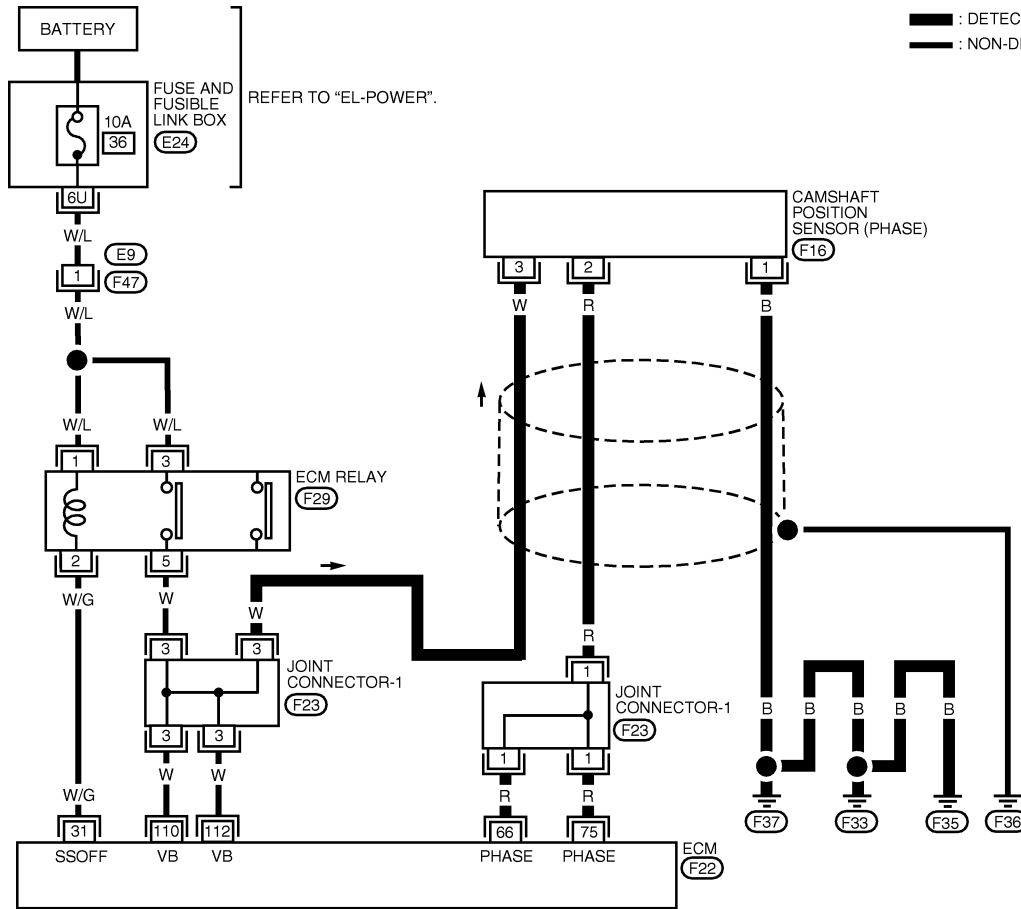 BATTERY
: DETEC
: NON-D
FUSE AND
FUSIBLE
LINK BOX
E24
10A
36
REFER TO “EL-POWER”.
6U
W/L
E9
1
F47
W/L
CAMSHAFT
POSITION
SENSOR (PHASE)
F16
3 2 1
W R B
W/L W/L
1 3
ECM RELAY
F29
2 5
W/G W W
3 3
JOINT
CONNECTOR-1
F23
3 3
W W
W/G
R
1
JOINT
CONNECTOR-1
F23
1 1
R R
B B B B B
F37 F33 F35 F36
31 110 112 66 75
SSOFF VB VB PHASE PHASE
ECM
F22